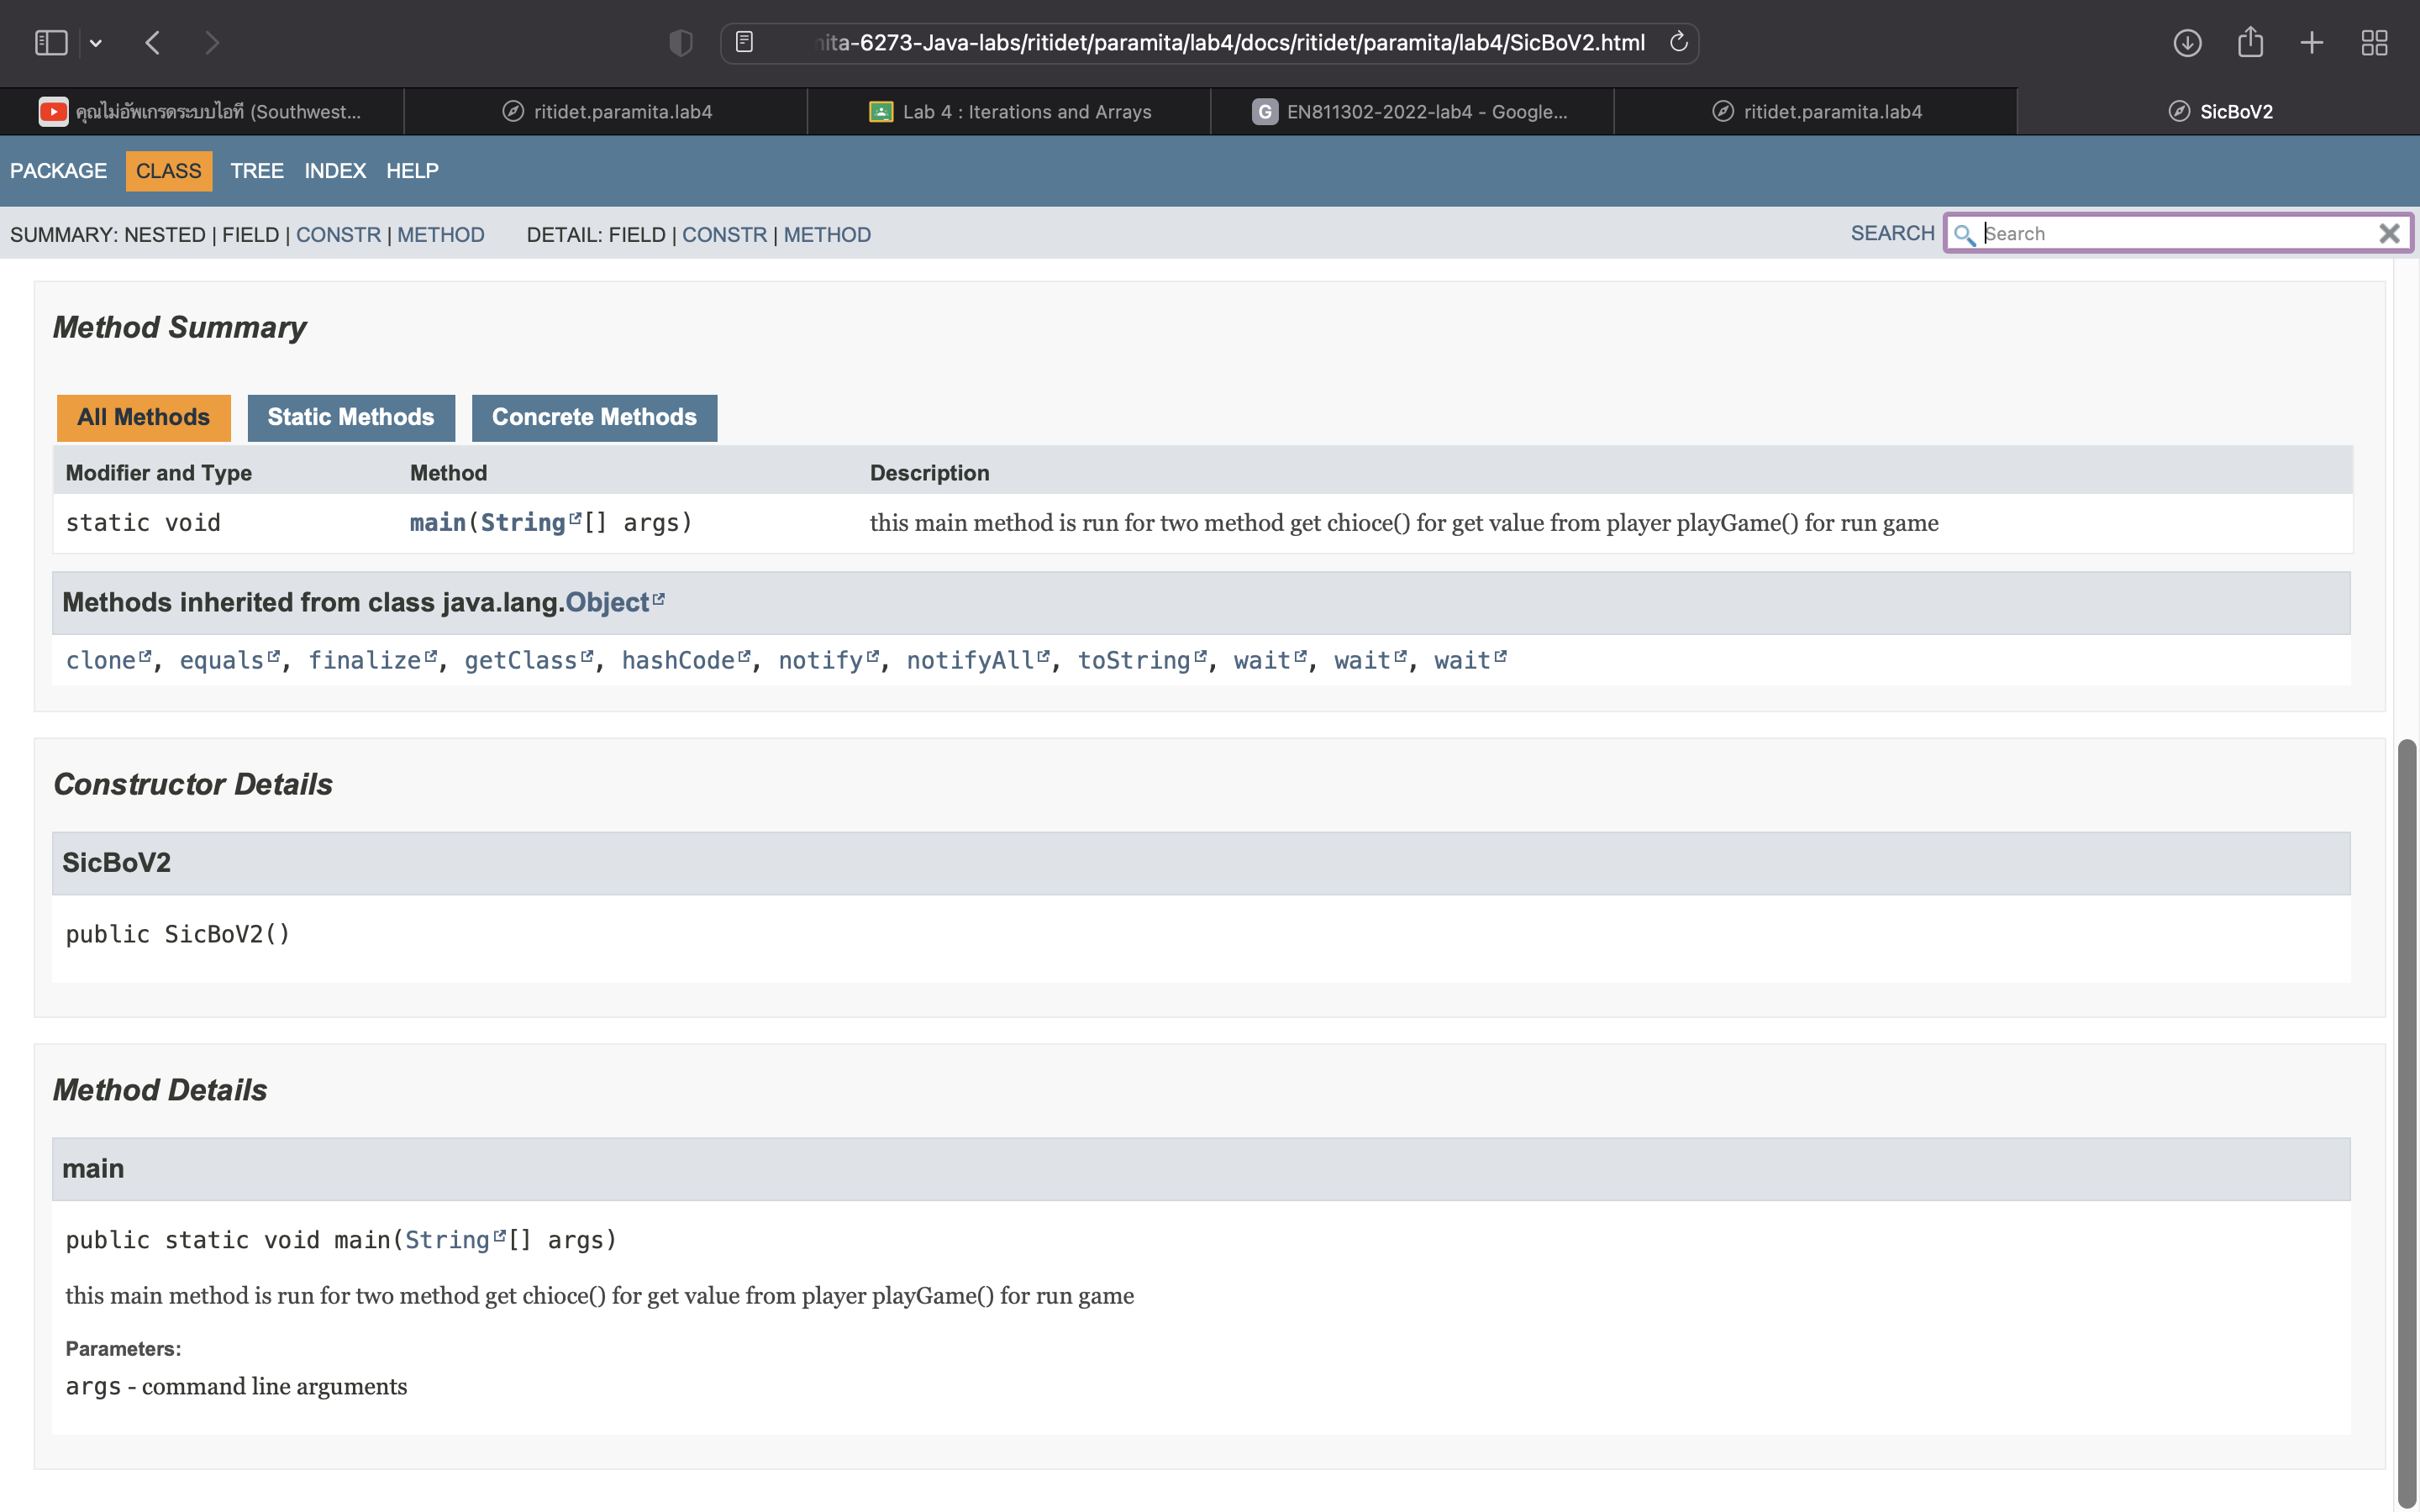 -6273-Java-labs/ritidet/paramita/lab4/docs/ritidet/paramita/lab4/SicBoV2.html
คุณไม่อัพเกรดระบบไอที (Southwest...
ritidet.paramita.lab4
Lab 4 : Iterations and Arrays
G EN811302-2022-lab4 - Google...
ritidet.paramita.lab4
SicBoV2
PACKAGE CLASS TREE INDEX HELP
SUMMARY: NESTED | FIELD | CONSTR | METHOD DETAIL: FIELD | CONSTR | METHOD SEARCH Search
Method Summary
All Methods Static Methods Concrete Methods
Modifier and Type Method Description
static void main(String[] args) this main method is run for two method get chioce() for get value from player playGame() for run game
Methods inherited from class java.lang.Object
clone, equals, finalize, getClass, hashCode, notify, notifyAll, toString, wait, wait, wait
Constructor Details
SicBoV2
public SicBoV2()
Method Details
main
public static void main(String[] args)
this main method is run for two method get chioce() for get value from player playGame() for run game
Parameters:
args - command line arguments